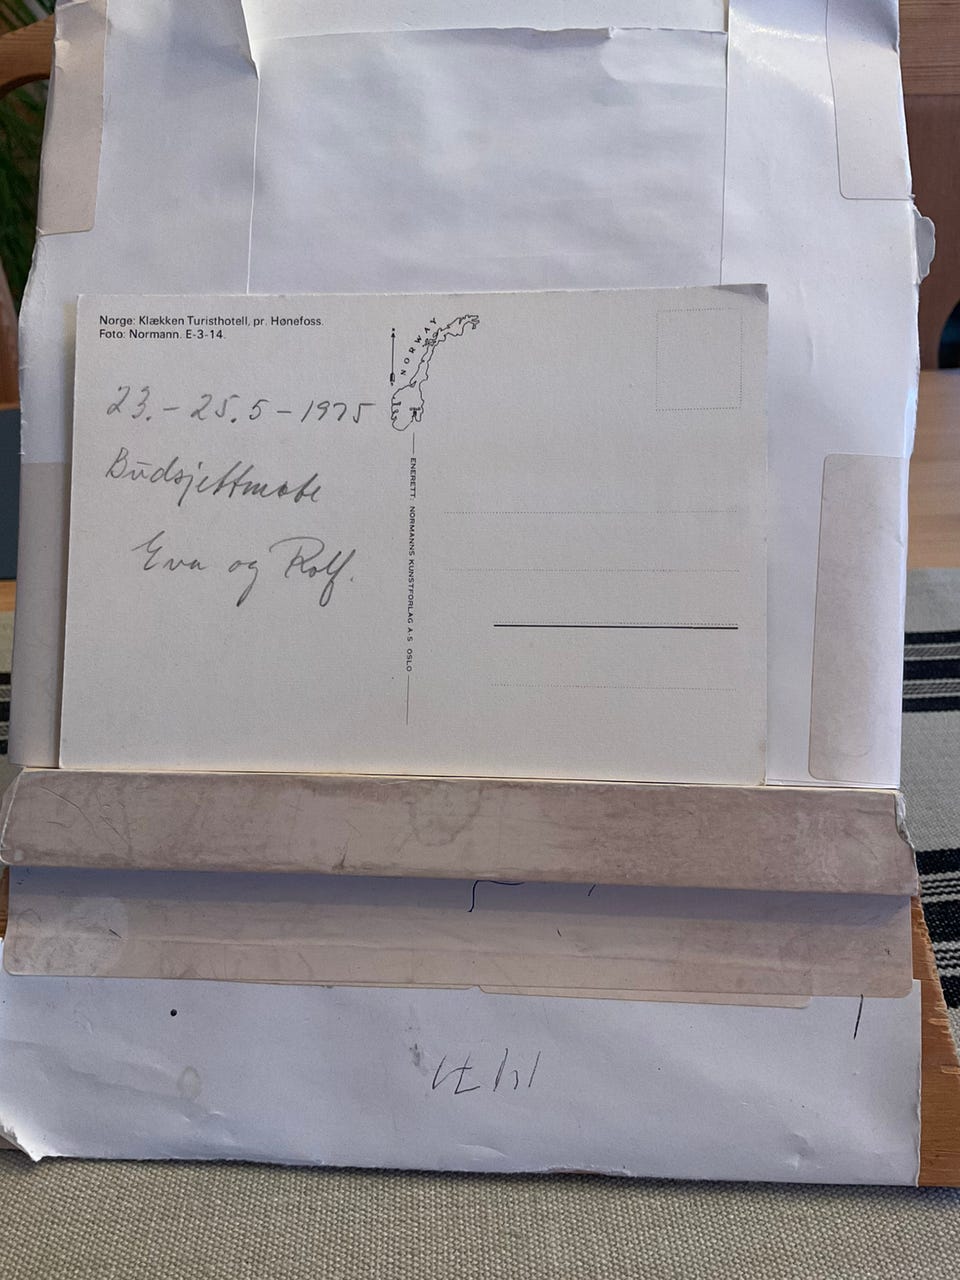 Norge: Klækken Turisthotell, pr. Hønefoss.
Foto: Normann. E-3-14.
NORWAY
23. - 25.5 - 1975
Budsjettmøte
Eva og Rolf.
ENERETT: NORMANNS KUNSTFORLAG A-S OSLO